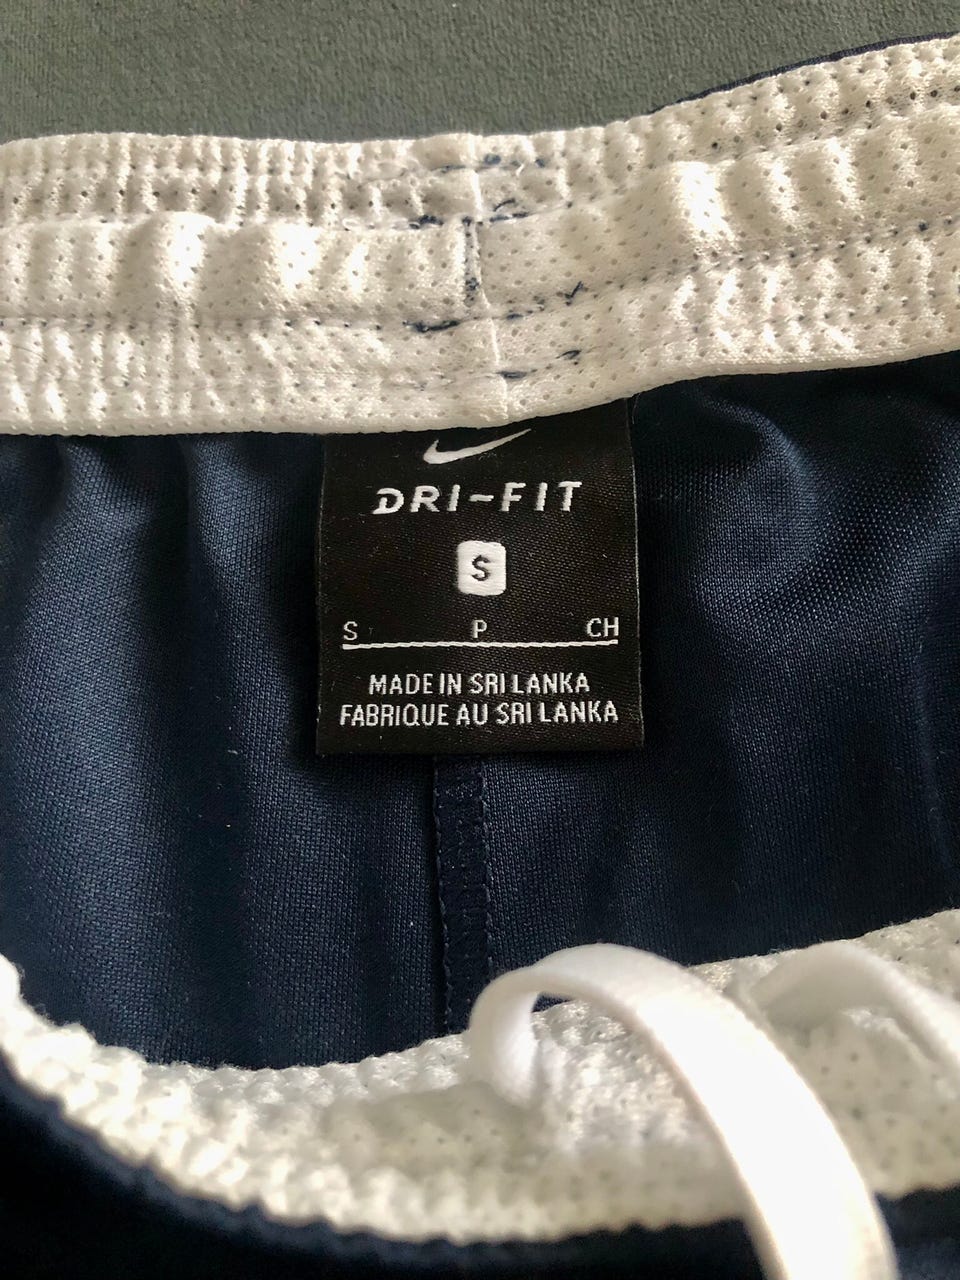 DRI-FIT
S
S P CH
MADE IN SRI LANKA
FABRIQUE AU SRI LANKA